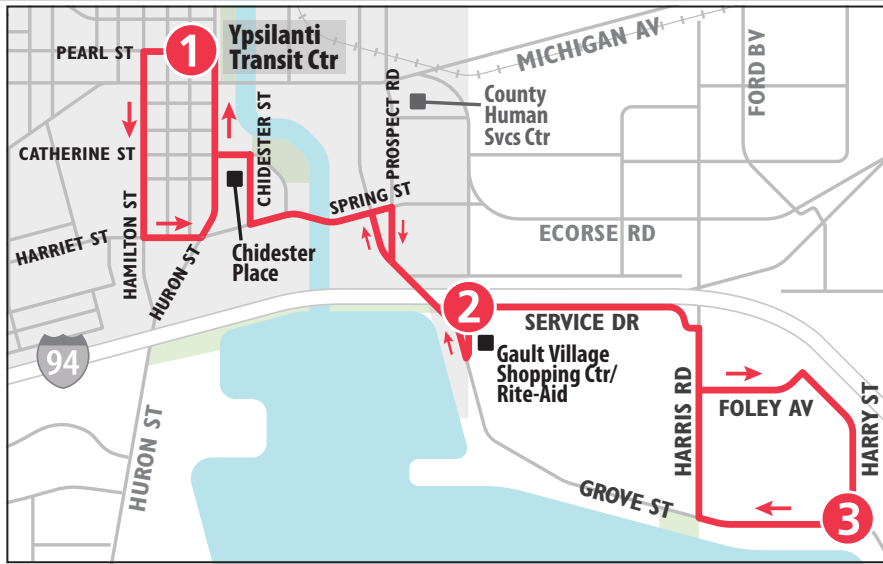 PEARL ST
1
Ypsilanti
Transit Ctr
MICHIGAN AV
FORD BV
PROSPECT RD
County
Human
Svcs Ctr
CHIDESTER ST
CATHERINE ST
SPRING ST
HAMILTON ST
HARRIET ST
HURON ST
Chidester
Place
ECORSE RD
2
SERVICE DR
94
Gault Village
Shopping Ctr/
Rite-Aid
HARRIS RD
FOLEY AV
HARRY ST
HURON ST
GROVE ST
3